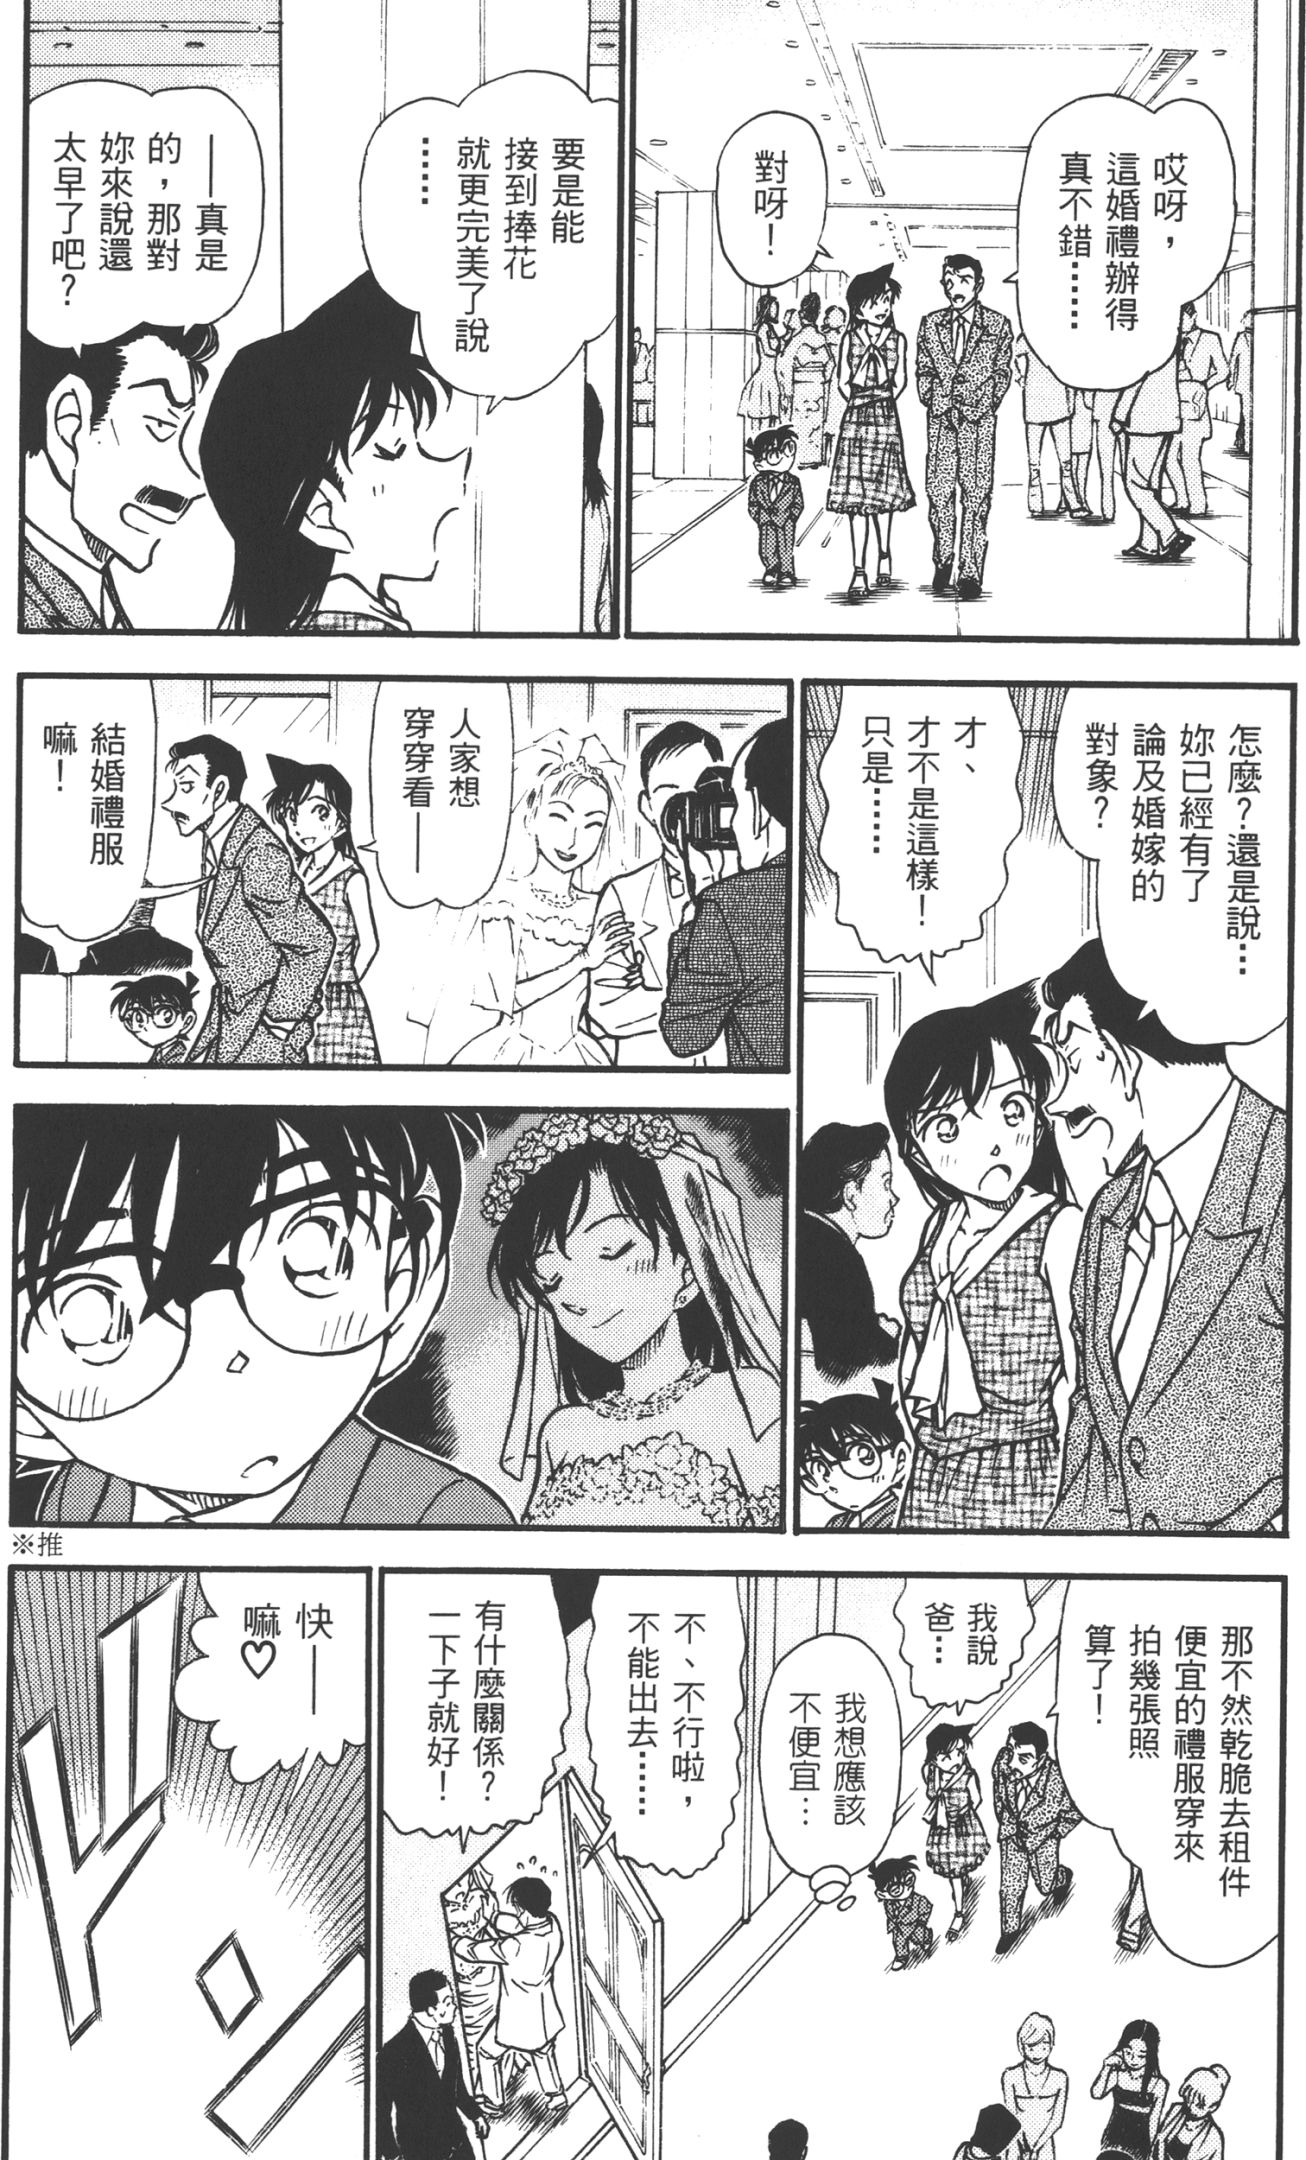 哎呀，
這婚禮辦得
真不錯……
對呀！
要是能
接到捧花
就更完美了說
……
——真是
的，那對
妳來說還
太早了吧？
怎麼？還是說…
妳已經有了
論及婚嫁的
對象？
才、
才不是這樣！
只是……
人家想
穿穿看——
結婚禮服
嘛！
那不然乾脆去租件
便宜的禮服穿來
拍幾張照
算了！
我說
爸…
我想應該
不便宜…
不、不行啦，
不能出去……
有什麼關係？
一下子就好！
快——
嘛♡
ドン
※推